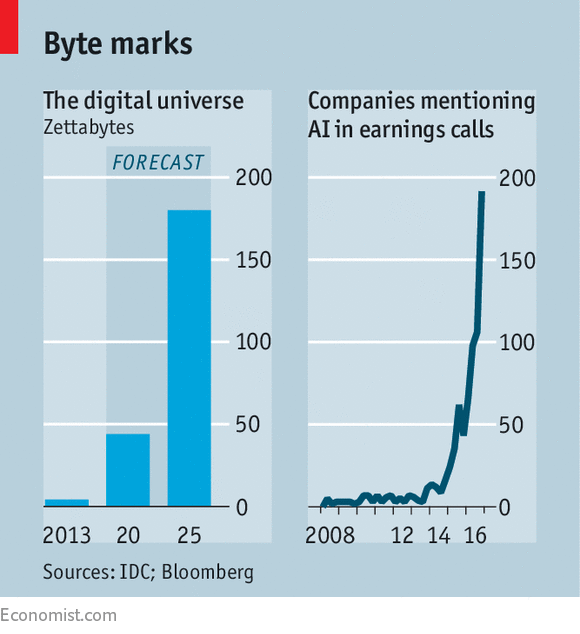 Byte marks
The digital universe
Zettabytes
FORECAST
200
150
100
50
0
2013 20 25
Companies mentioning
AI in earnings calls
200
150
100
50
0
2008 12 14 16
Sources: IDC; Bloomberg
Economist.com